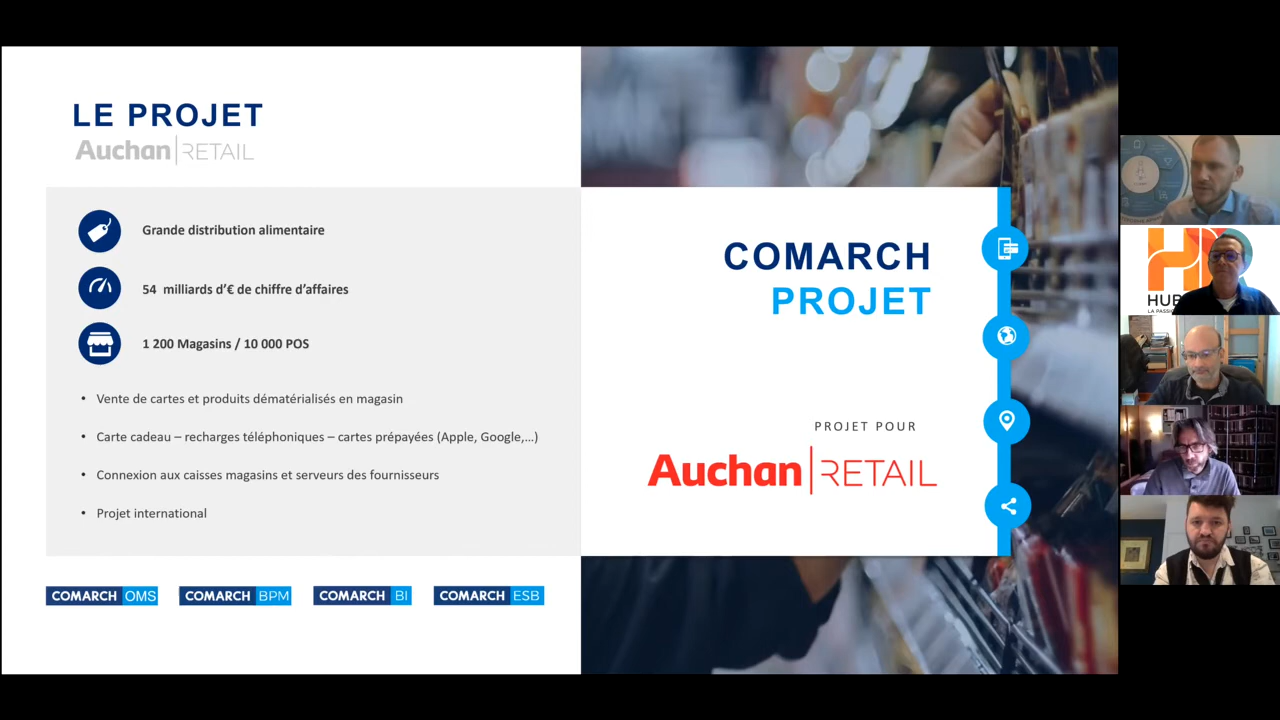 LE PROJET
Auchan RETAIL
Grande distribution alimentaire
54 milliards d'€ de chiffre d'affaires
1 200 Magasins / 10 000 POS
• Vente de cartes et produits dématérialisés en magasin
• Carte cadeau – recharges téléphoniques – cartes prépayées (Apple, Google,...)
• Connexion aux caisses magasins et serveurs des fournisseurs
• Projet international
COMARCH OMS
COMARCH BPM
COMARCH BI
COMARCH ESB
COMARCH
PROJET
PROJET POUR
Auchan RETAIL
HUB
LA